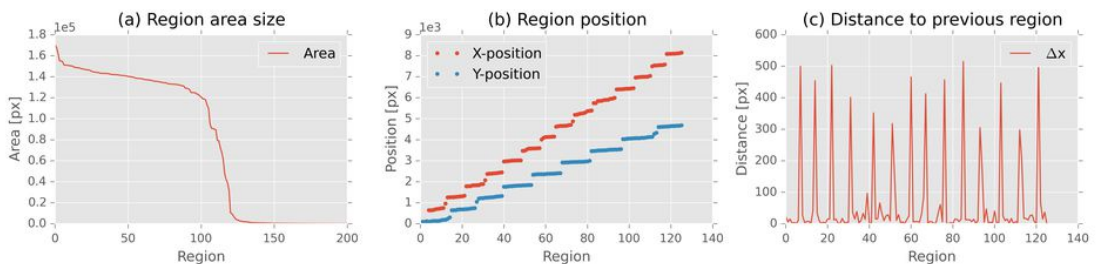 (a) Region area size
1e5
1.8
1.6
1.4
1.2
1.0
0.8
0.6
0.4
0.2
0.0
Area [px]
Area
0 50 100 150 200
Region
(b) Region position
1e3
9
8
7
6
5
4
3
2
1
0
Position [px]
X-position
Y-position
0 20 40 60 80 100 120 140
Region
(c) Distance to previous region
600
500
400
300
200
100
0
Distance [px]
Δx
0 20 40 60 80 100 120 140
Region